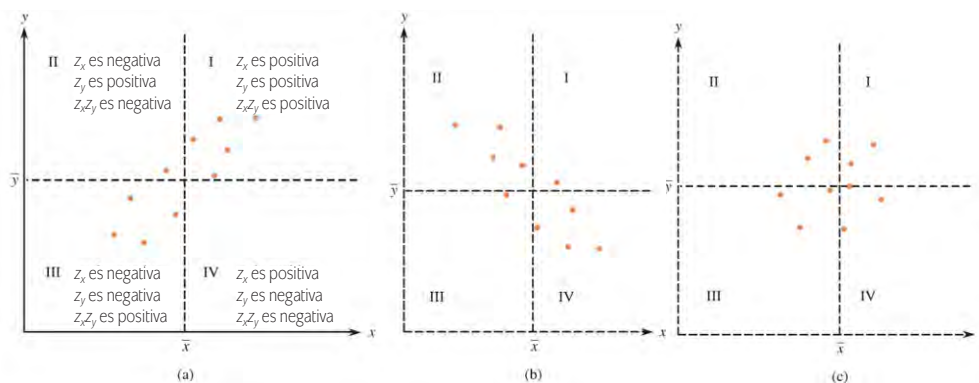 y
II
z_x es negativa
z_y es positiva
z_xz_y es negativa
I
z_x es positiva
z_y es positiva
z_xz_y es positiva
ȳ
III
z_x es negativa
z_y es negativa
z_xz_y es positiva
IV
z_x es positiva
z_y es negativa
z_xz_y es negativa
x
x̄
(a)
y
II
I
ȳ
III
IV
x
x̄
(b)
y
II
I
ȳ
III
IV
x̄
(c)